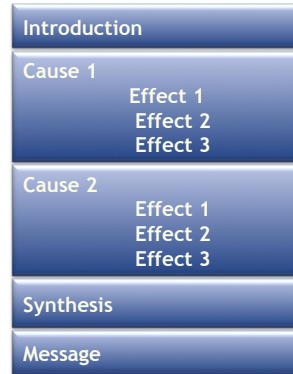 Introduction
Cause 1
Effect 1
Effect 2
Effect 3
Cause 2
Effect 1
Effect 2
Effect 3
Synthesis
Message